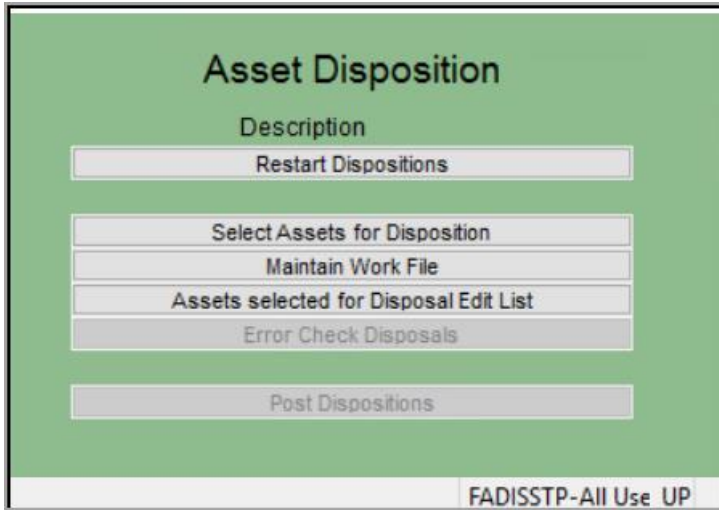 Asset Disposition
Description
Restart Dispositions
Select Assets for Disposition
Maintain Work File
Assets selected for Disposal Edit List
Error Check Disposals
Post Dispositions
FADISSTP-All Use UP